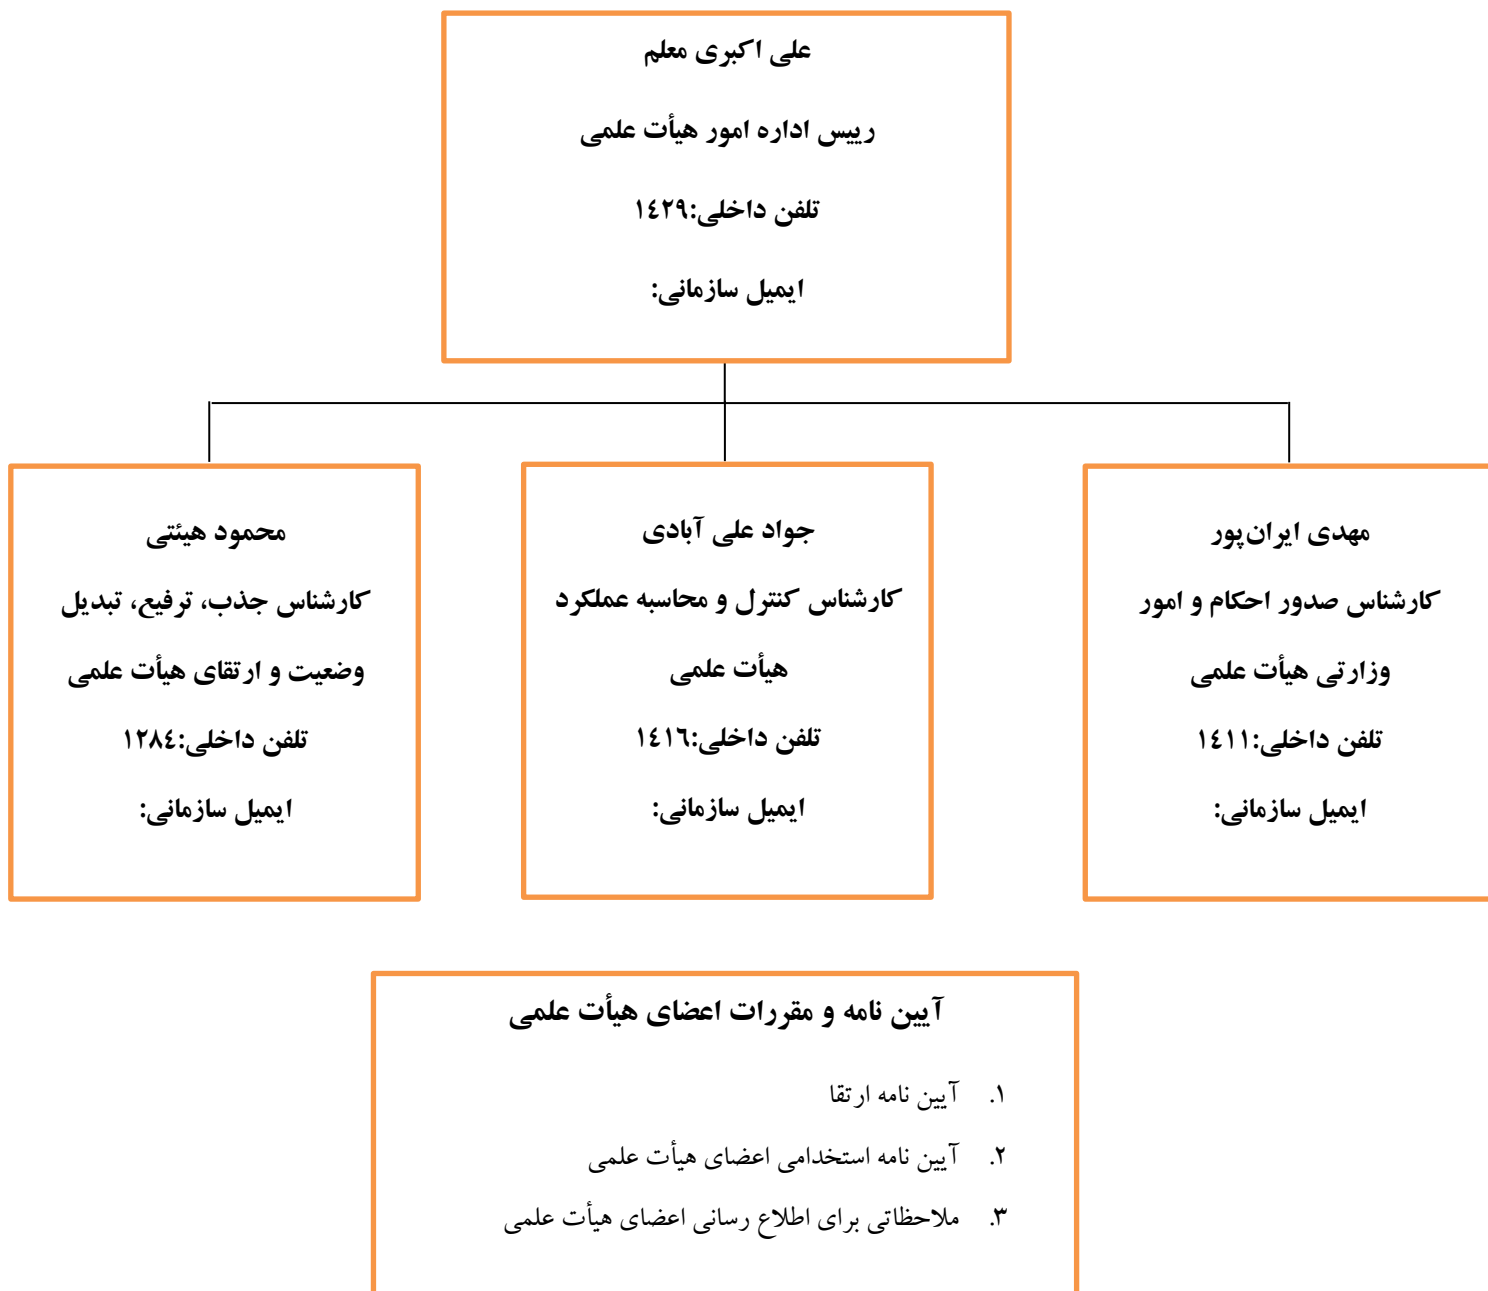 علی اکبری معلم
رییس اداره امور هیأت علمی
تلفن داخلی:١٤٢٩
ایمیل سازمانی:
مهدی ایران‌پور
کارشناس صدور احکام و امور
وزارتی هیأت علمی
تلفن داخلی:١٤١١
ایمیل سازمانی:
جواد علی آبادی
کارشناس کنترل و محاسبه عملکرد
هیأت علمی
تلفن داخلی:١٤١٦
ایمیل سازمانی:
محمود هیئتی
کارشناس جذب، ترفیع، تبدیل
وضعیت و ارتقای هیأت علمی
تلفن داخلی:١٢٨٤
ایمیل سازمانی:
آیین نامه و مقررات اعضای هیأت علمی
۱. آیین نامه ارتقا
۲. آیین نامه استخدامی اعضای هیأت علمی
۳. ملاحظاتی برای اطلاع رسانی اعضای هیأت علمی